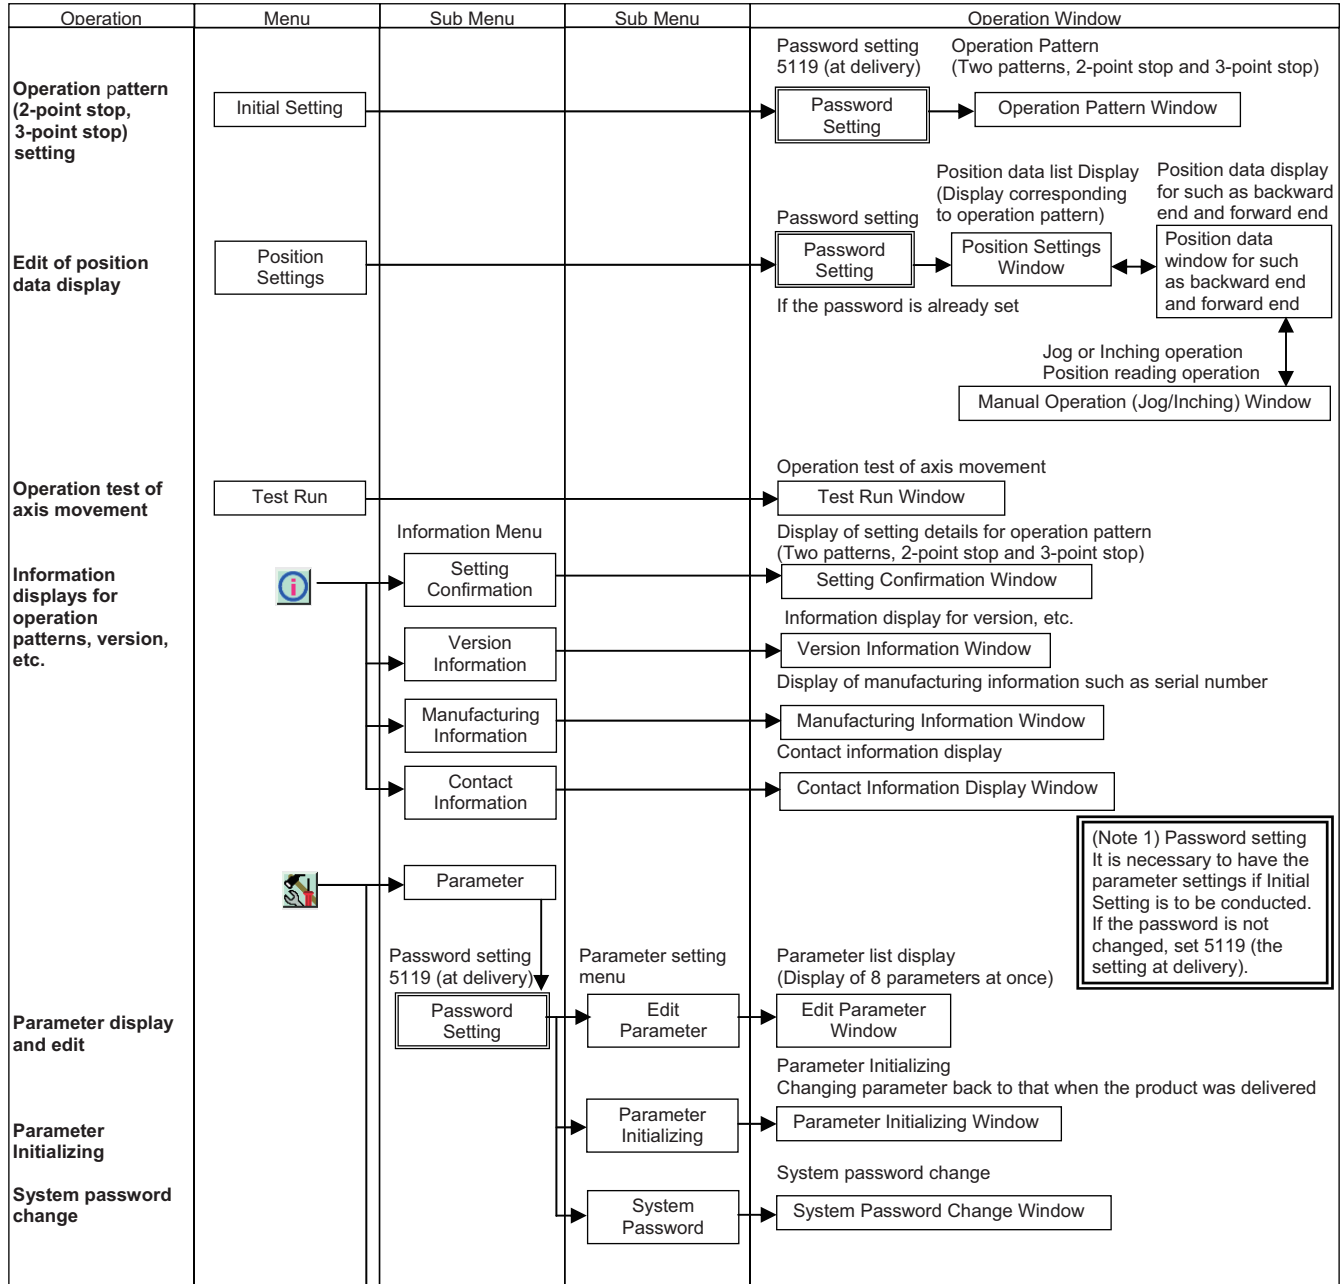 Operation
Menu
Sub Menu
Sub Menu
Operation Window
Operation pattern
(2-point stop,
3-point stop)
setting
Initial Setting
Password setting
5119 (at delivery)
Password
Setting
Operation Pattern
(Two patterns, 2-point stop and 3-point stop)
Operation Pattern Window
Edit of position
data display
Position
Settings
Password setting
Password
Setting
If the password is already set
Position data list Display
(Display corresponding
to operation pattern)
Position Settings
Window
Position data display
for such as backward
end and forward end
Position data
window for such
as backward end
and forward end
Jog or Inching operation
Position reading operation
Manual Operation (Jog/Inching) Window
Operation test of
axis movement
Test Run
Operation test of axis movement
Test Run Window
Information
displays for
operation
patterns, version,
etc.
Information Menu
Setting
Confirmation
Display of setting details for operation pattern
(Two patterns, 2-point stop and 3-point stop)
Setting Confirmation Window
Version
Information
Information display for version, etc.
Version Information Window
Manufacturing
Information
Display of manufacturing information such as serial number
Manufacturing Information Window
Contact
Information
Contact information display
Contact Information Display Window
(Note 1) Password setting
It is necessary to have the
parameter settings if Initial
Setting is to be conducted.
If the password is not
changed, set 5119 (the
setting at delivery).
Parameter
Parameter display
and edit
Password setting
5119 (at delivery)
Password
Setting
Parameter setting
menu
Edit
Parameter
Parameter list display
(Display of 8 parameters at once)
Edit Parameter
Window
Parameter
Initializing
Parameter
Initializing
Parameter Initializing
Changing parameter back to that when the product was delivered
Parameter Initializing Window
System password
change
System
Password
System password change
System Password Change Window